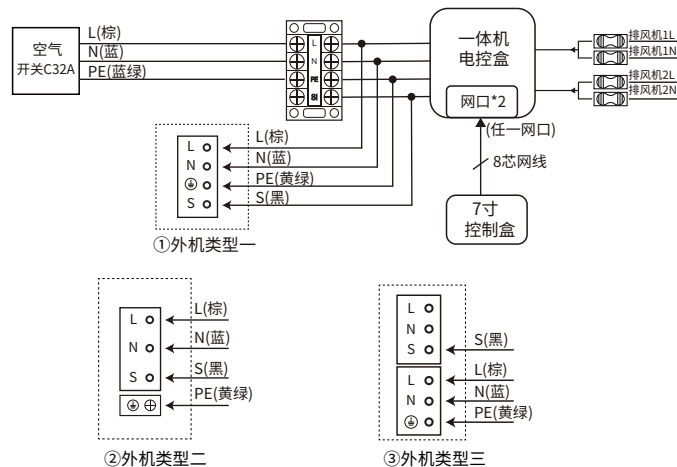 空气
开关C32A
L(棕)
N(蓝)
PE(蓝绿)
L
N
PE
SI
一体机
电控盒
网口*2
排风机1L
排风机1N
排风机2L
排风机2N
(任一网口)
8芯网线
7寸
控制盒
L
N
S
L(棕)
N(蓝)
PE(黄绿)
S(黑)
①外机类型一
L
N
S
L(棕)
N(蓝)
S(黑)
PE(黄绿)
②外机类型二
L
N
S
S(黑)
L
N
L(棕)
N(蓝)
PE(黄绿)
③外机类型三